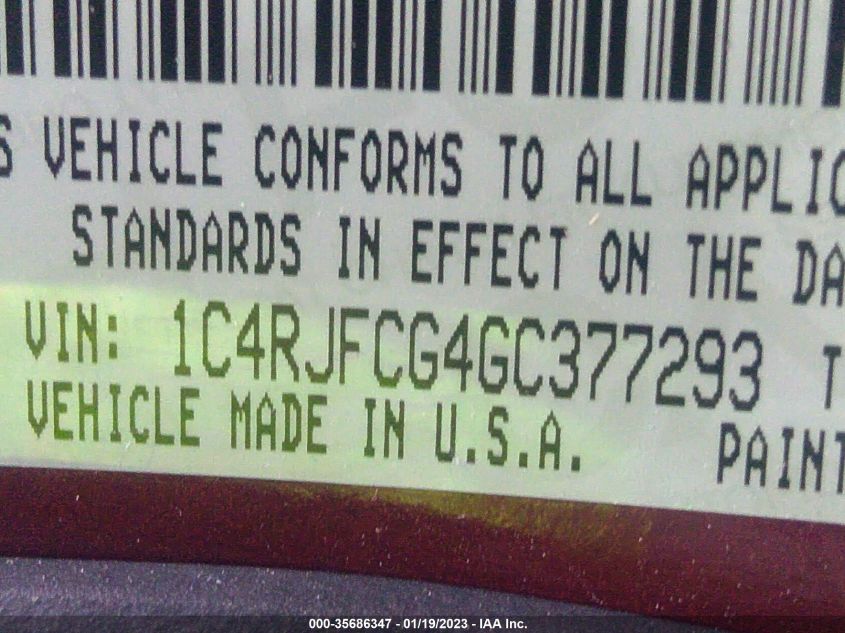 VEHICLE CONFORMS TO ALL
STANDARDS IN EFFECT ON THE
VIN: 1C4RJFCG4GC377293 T
VEHICLE MADE IN U.S.A. PAINT
000-35686347 - 01/19/2023 - IAA Inc.